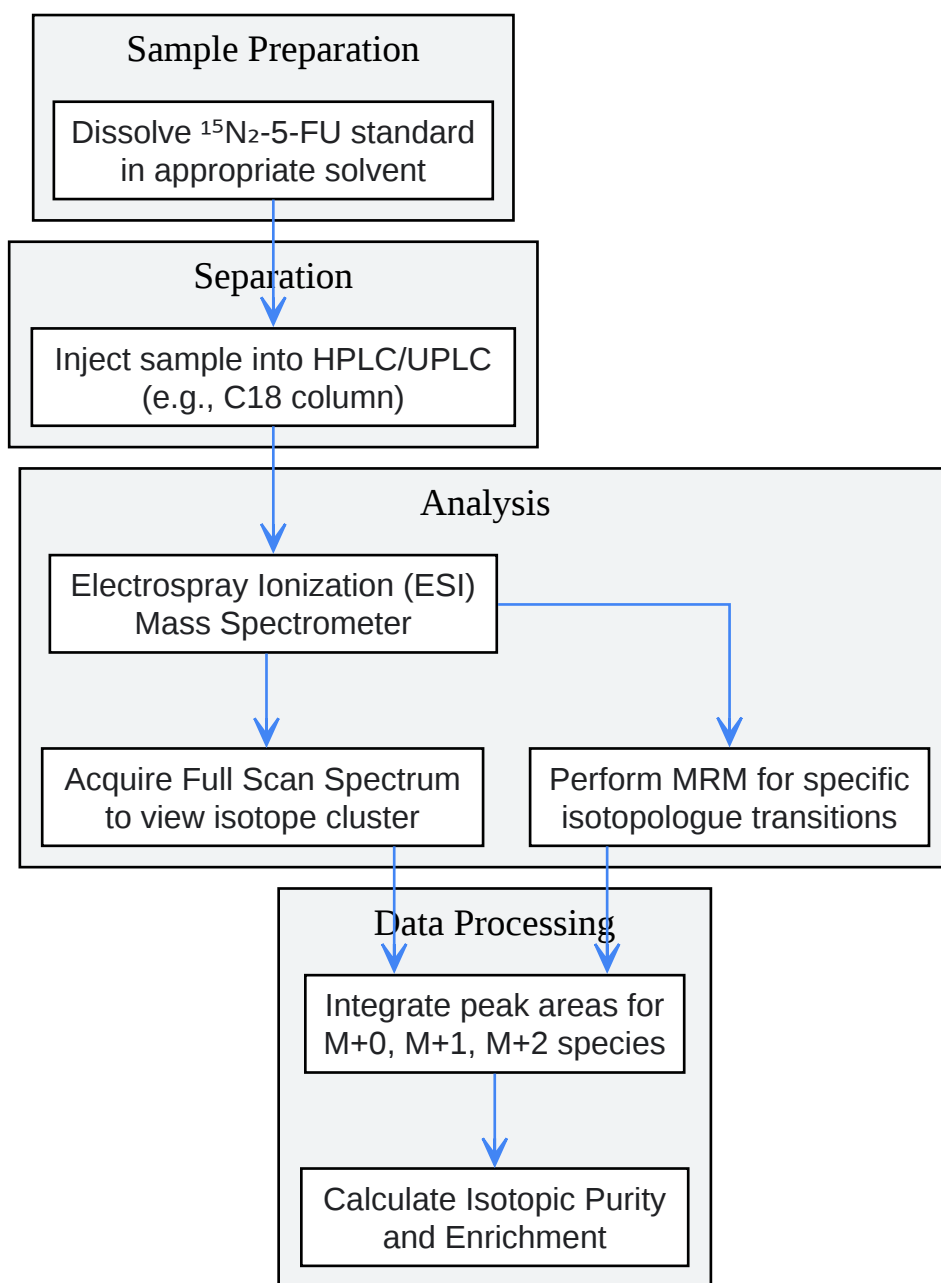 Sample Preparation
Dissolve ¹⁵N₂-5-FU standard
in appropriate solvent
Separation
Inject sample into HPLC/UPLC
(e.g., C18 column)
Analysis
Electrospray Ionization (ESI)
Mass Spectrometer
Acquire Full Scan Spectrum
to view isotope cluster
Perform MRM for specific
isotopologue transitions
Data Processing
Integrate peak areas for
M+0, M+1, M+2 species
Calculate Isotopic Purity
and Enrichment